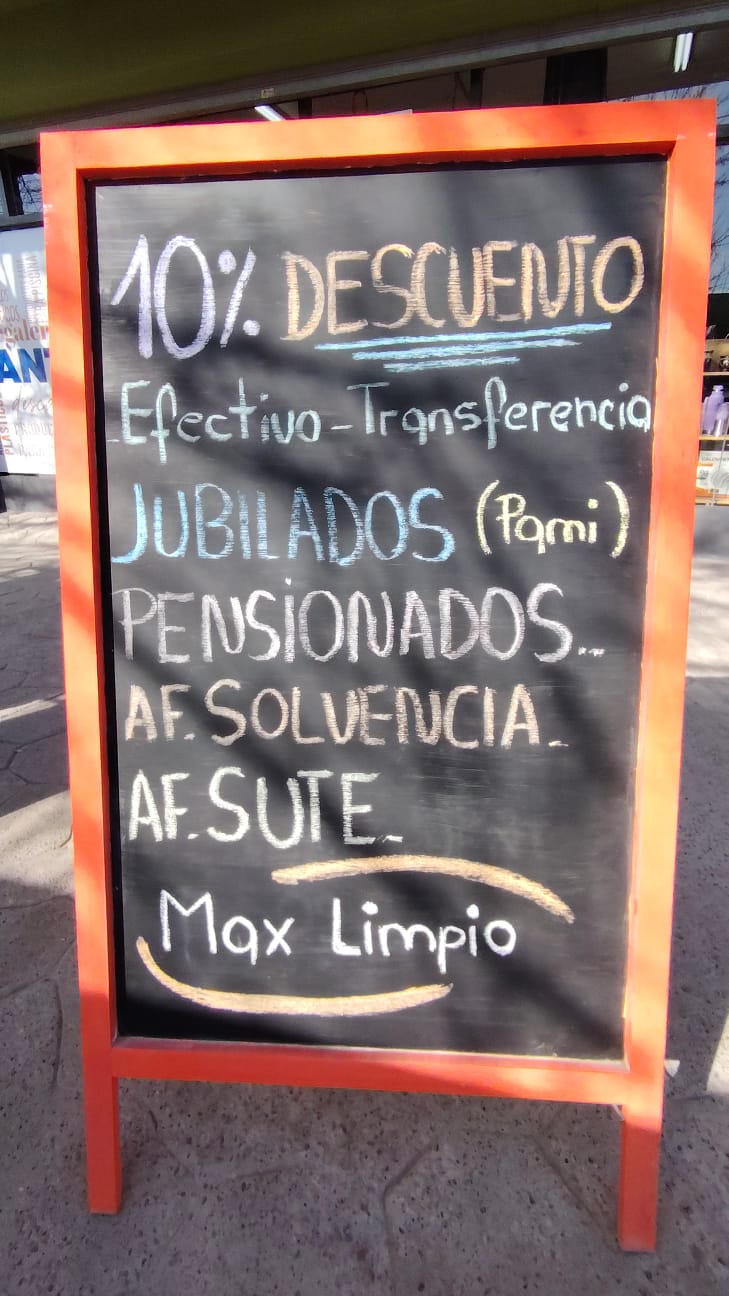 10% DESCUENTO
Efectivo - Transferencia
JUBILADOS (Pami)
PENSIONADOS...
AF. SOLVENCIA.
AF. SUTE.
Max Limpio